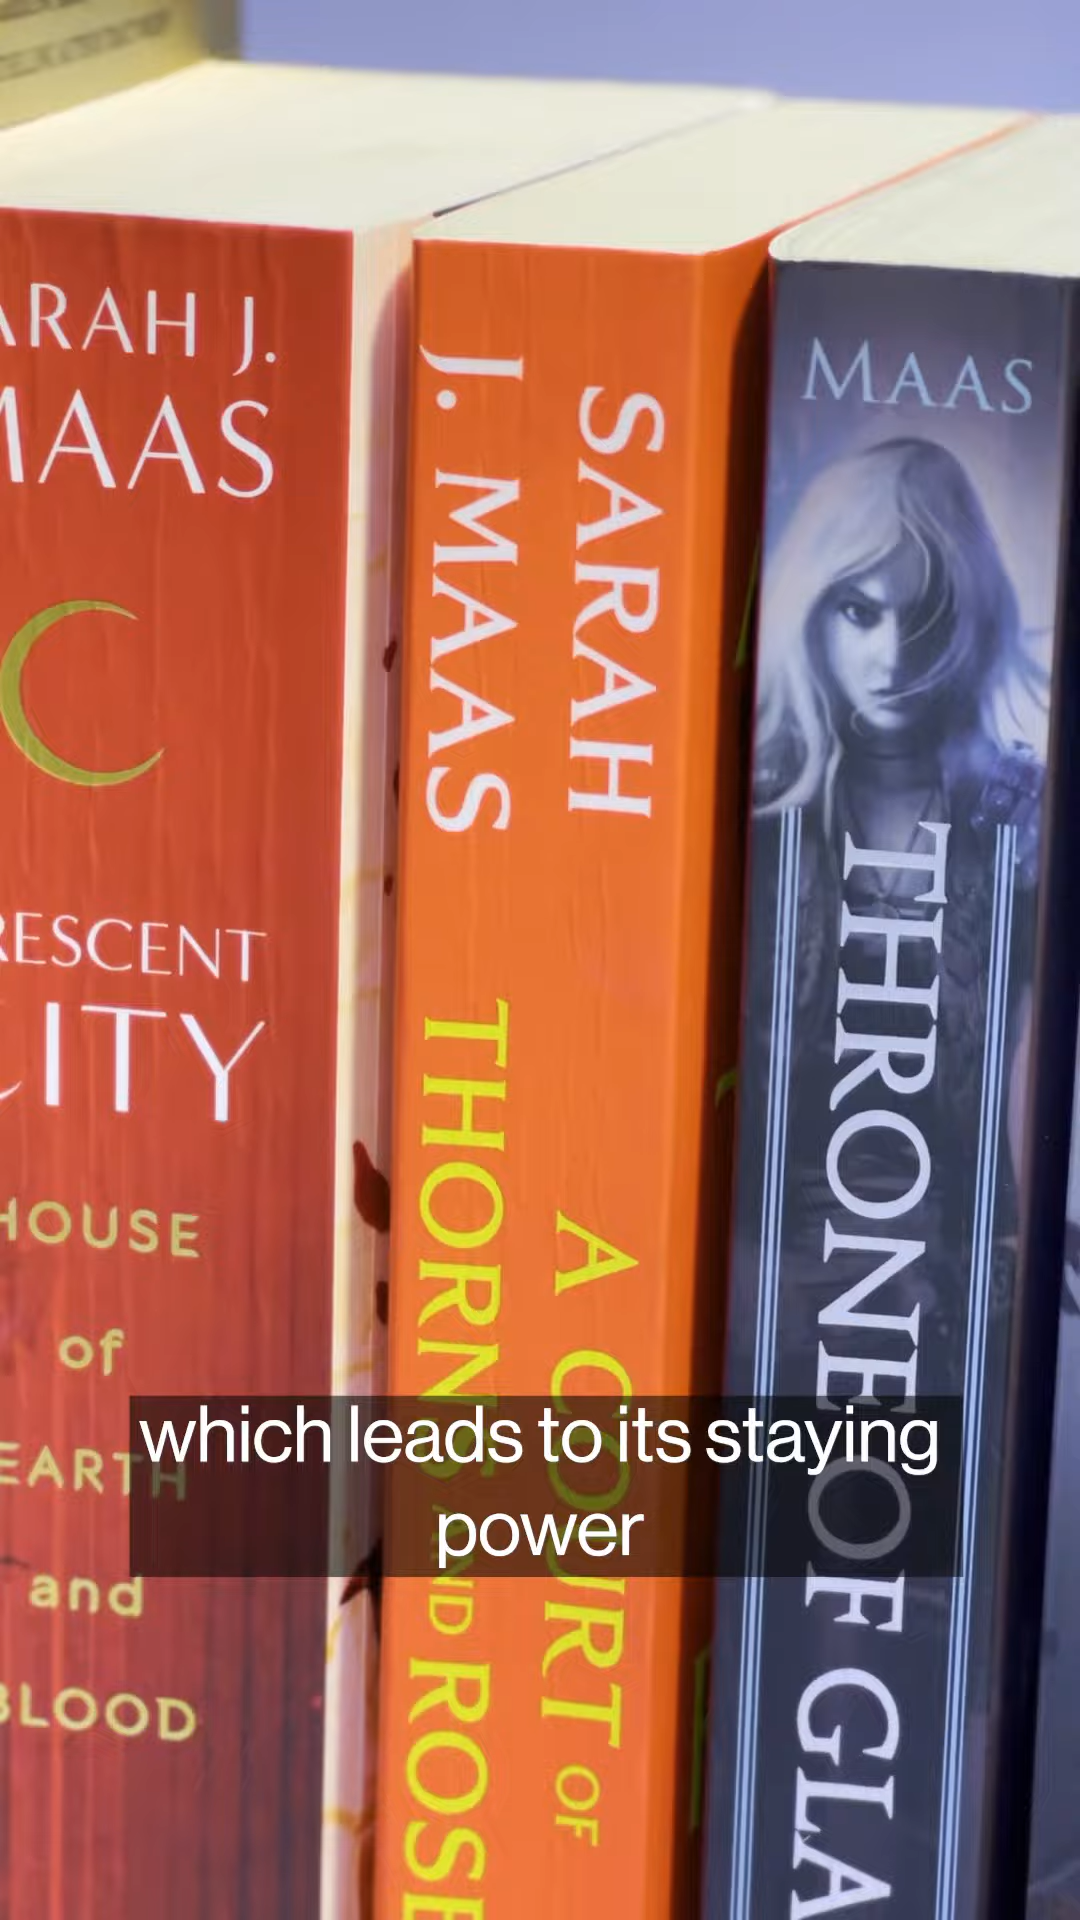 ARAH J.
MAAS
RESCENT
CITY
HOUSE
of
EARTH
and
BLOOD
SARAH
J. MAAS
A COURT OF
THORNS AND ROSE
MAAS
THRONE OF GLA
which leads to its staying
power